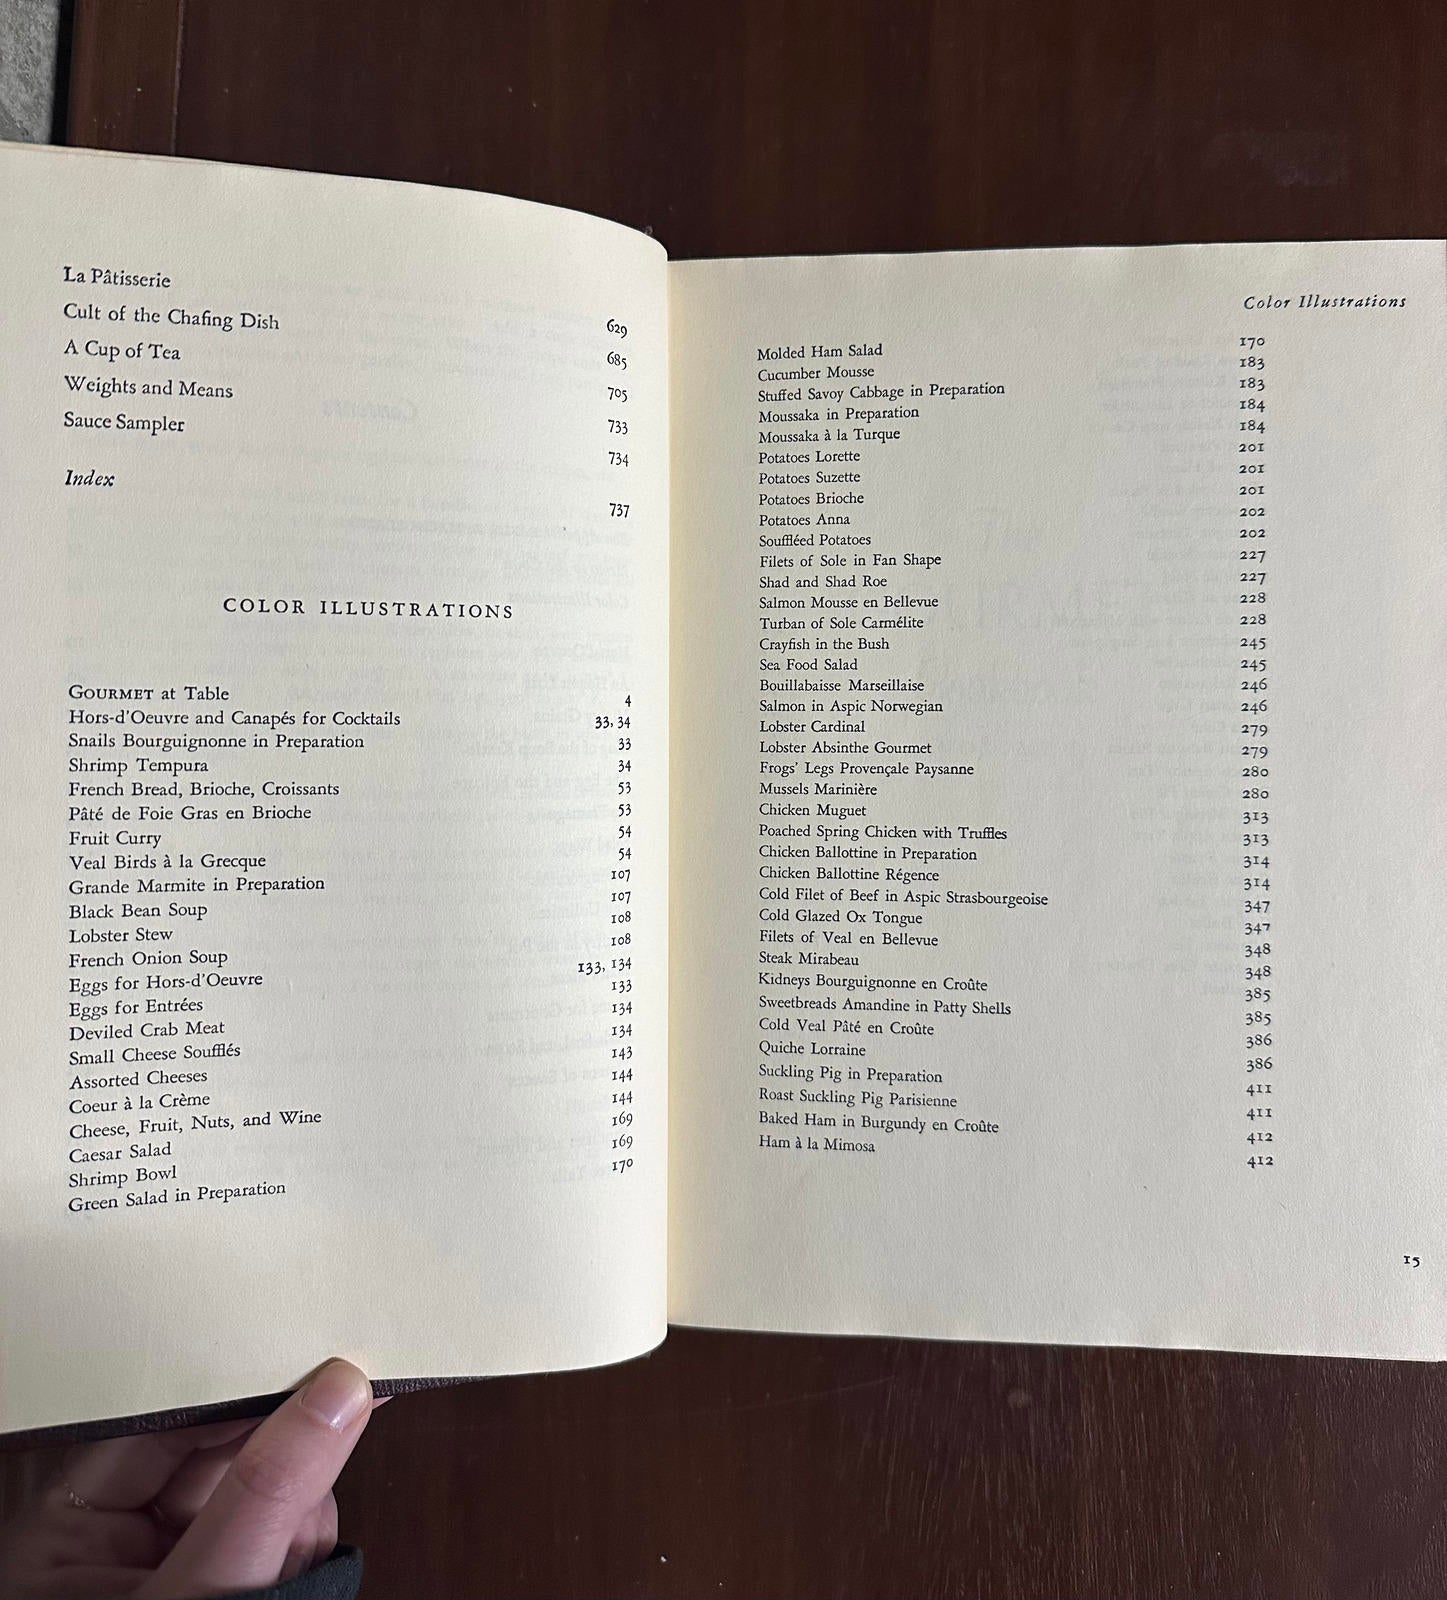 La Pâtisserie 629
Cult of the Chafing Dish 685
A Cup of Tea 705
Weights and Means 733
Sauce Sampler 734
Index 737
COLOR ILLUSTRATIONS
GOURMET at Table 4
Hors-d'Oeuvre and Canapés for Cocktails 33, 34
Snails Bourguignonne in Preparation 33
Shrimp Tempura 34
French Bread, Brioche, Croissants 53
Pâté de Foie Gras en Brioche 53
Fruit Curry 54
Veal Birds à la Grecque 54
Grande Marmite in Preparation 107
Black Bean Soup 107
Lobster Stew 108
French Onion Soup 108
Eggs for Hors-d'Oeuvre 133, 134
Eggs for Entrées 133
Deviled Crab Meat 134
Small Cheese Soufflés 134
Assorted Cheeses 143
Coeur à la Crème 144
Cheese, Fruit, Nuts, and Wine 144
Caesar Salad 169
Shrimp Bowl 169
Green Salad in Preparation 170
Color Illustrations
Molded Ham Salad 170
Cucumber Mousse 183
Stuffed Savoy Cabbage in Preparation 183
Moussaka in Preparation 184
Moussaka à la Turque 184
Potatoes Lorette 201
Potatoes Suzette 201
Potatoes Brioche 201
Potatoes Anna 202
Souffléed Potatoes 202
Filets of Sole in Fan Shape 227
Shad and Shad Roe 227
Salmon Mousse en Bellevue 228
Turban of Sole Carmélite 228
Crayfish in the Bush 245
Sea Food Salad 245
Bouillabaisse Marseillaise 246
Salmon in Aspic Norwegian 246
Lobster Cardinal 279
Lobster Absinthe Gourmet 279
Frogs' Legs Provençale Paysanne 280
Mussels Marinière 280
Chicken Muguet 313
Poached Spring Chicken with Truffles 313
Chicken Ballottine in Preparation 314
Chicken Ballottine Régence 314
Cold Filet of Beef in Aspic Strasbourgeoise 347
Cold Glazed Ox Tongue 347
Filets of Veal en Bellevue 348
Steak Mirabeau 348
Kidneys Bourguignonne en Croûte 385
Sweetbreads Amandine in Patty Shells 385
Cold Veal Pâté en Croûte 386
Quiche Lorraine 386
Suckling Pig in Preparation 411
Roast Suckling Pig Parisienne 411
Baked Ham in Burgundy en Croûte 412
Ham à la Mimosa 412
15